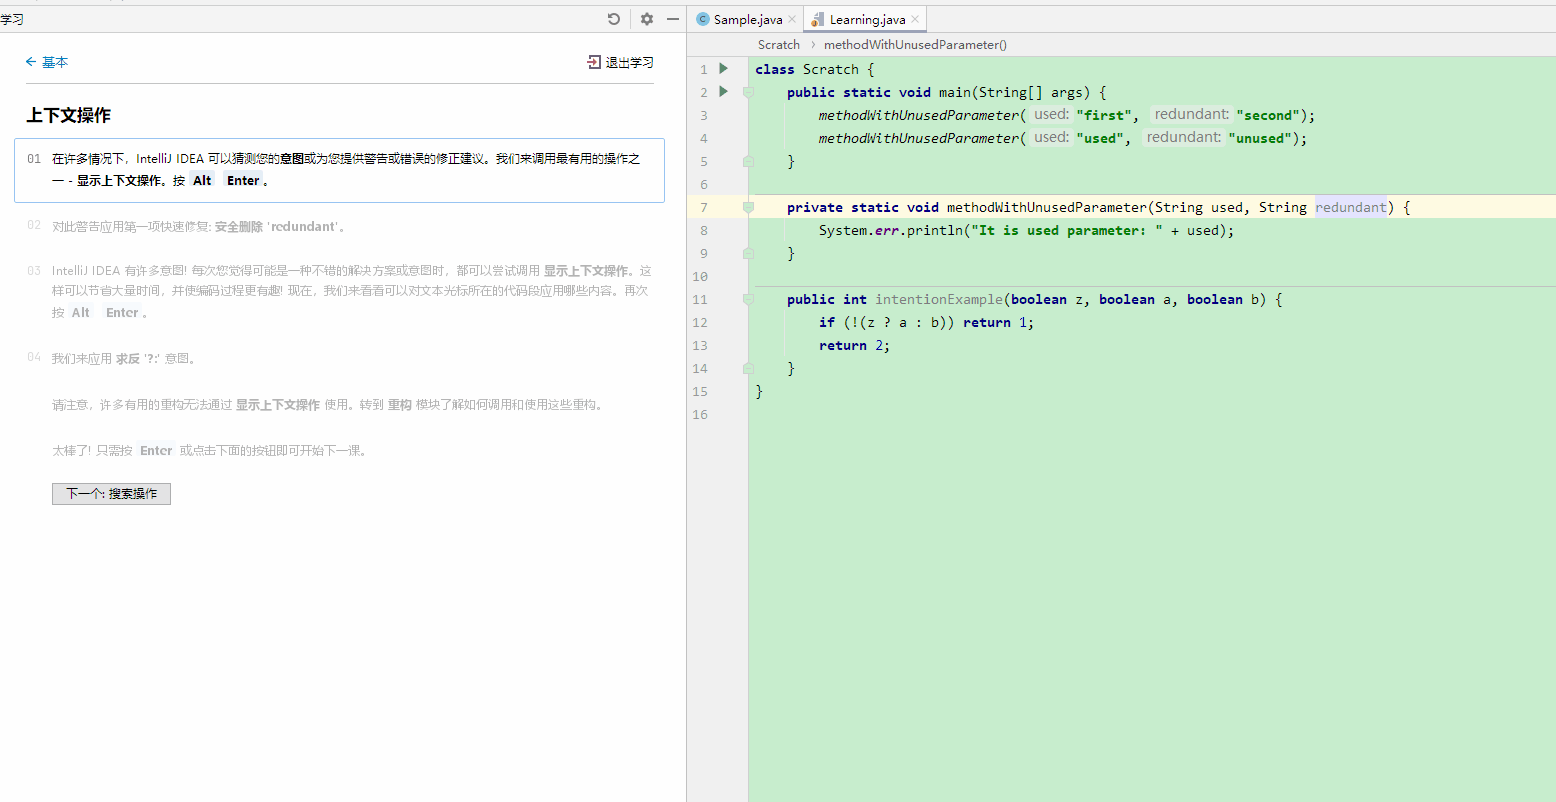 学习
基本
退出学习
上下文操作
01 在许多情况下，IntelliJ IDEA 可以猜测您的意图或为您提供警告或错误的修正建议。我们来调用最有用的操作之
一 - 显示上下文操作。按 Alt Enter 。
02 对此警告应用第一项快速修复: 安全删除 'redundant'。
03 IntelliJ IDEA 有许多意图! 每次您觉得可能是一种不错的解决方案或意图时，都可以尝试调用 显示上下文操作。这
样可以节省大量时间，并使编码过程更有趣! 现在，我们来看看可以对文本光标所在的代码段应用哪些内容。再次
按 Alt Enter 。
04 我们来应用 求反 '?:' 意图。
请注意，许多有用的重构无法通过 显示上下文操作 使用。转到 重构 模块了解如何调用和使用这些重构。
太棒了! 只需按 Enter 或点击下面的按钮即可开始下一课。
下一个: 搜索操作
Sample.java
Learning.java
Scratch
methodWithUnusedParameter()
1 class Scratch {
2 public static void main(String[] args) {
3 methodWithUnusedParameter( used: "first", redundant: "second");
4 methodWithUnusedParameter( used: "used", redundant: "unused");
5 }
6
7 private static void methodWithUnusedParameter(String used, String redundant) {
8 System.err.println("It is used parameter: " + used);
9 }
10
11 public int intentionExample(boolean z, boolean a, boolean b) {
12 if (!(z ? a : b)) return 1;
13 return 2;
14 }
15 }
16